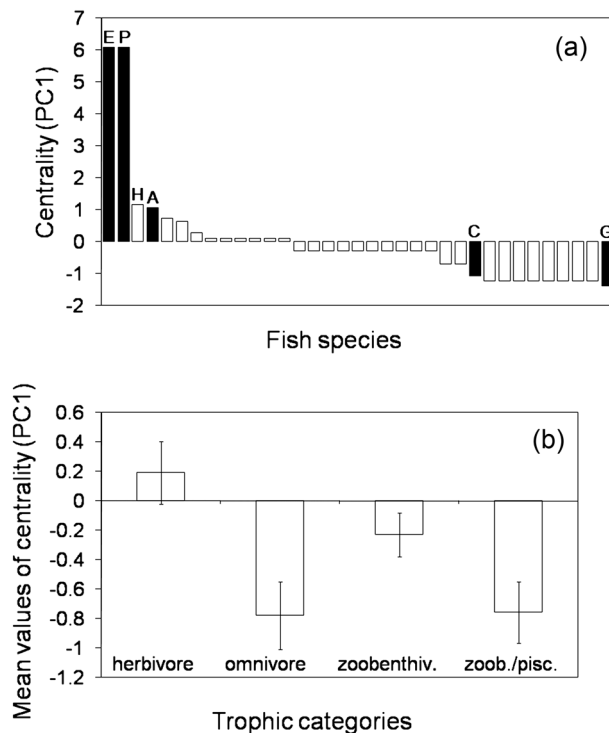 (a)
Centrality (PC1)
7
6
5
4
3
2
1
0
-1
-2
E P
H A
C
G
Fish species
(b)
Mean values of centrality (PC1)
0.6
0.4
0.2
0
-0.2
-0.4
-0.6
-0.8
-1
-1.2
herbivore omnivore zoobenthiv. zoob./pisc.
Trophic categories